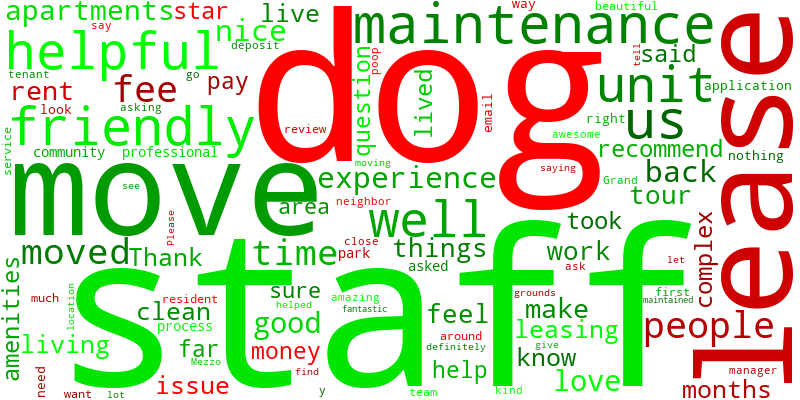 apartments
star
say
nice
live
way
beautiful
helpful
deposit
maintenance
said
tell
lease
tenant
go
rent
fee
pay
dog
question
poop
lived
unit
application
look
asking
email
us
friendly
review
right
awesome
recommend
nothing
service
community
professional
moving
saying
back
move
see
experience
Grand
tour
area
neighbor
well
took
Please
moved
Thank
time
close
park
things
asked
work
ask
let
complex
staff
amenities
much
location
resident
sure
helped
amazing
fantastic
feel
grounds
make
first
maintained
clean
process
good
leasing
people
living
far
Mezzo
money
around
definitely
give
know
manager
need
want
lot
issue
find
y
help
team
kind
love
months